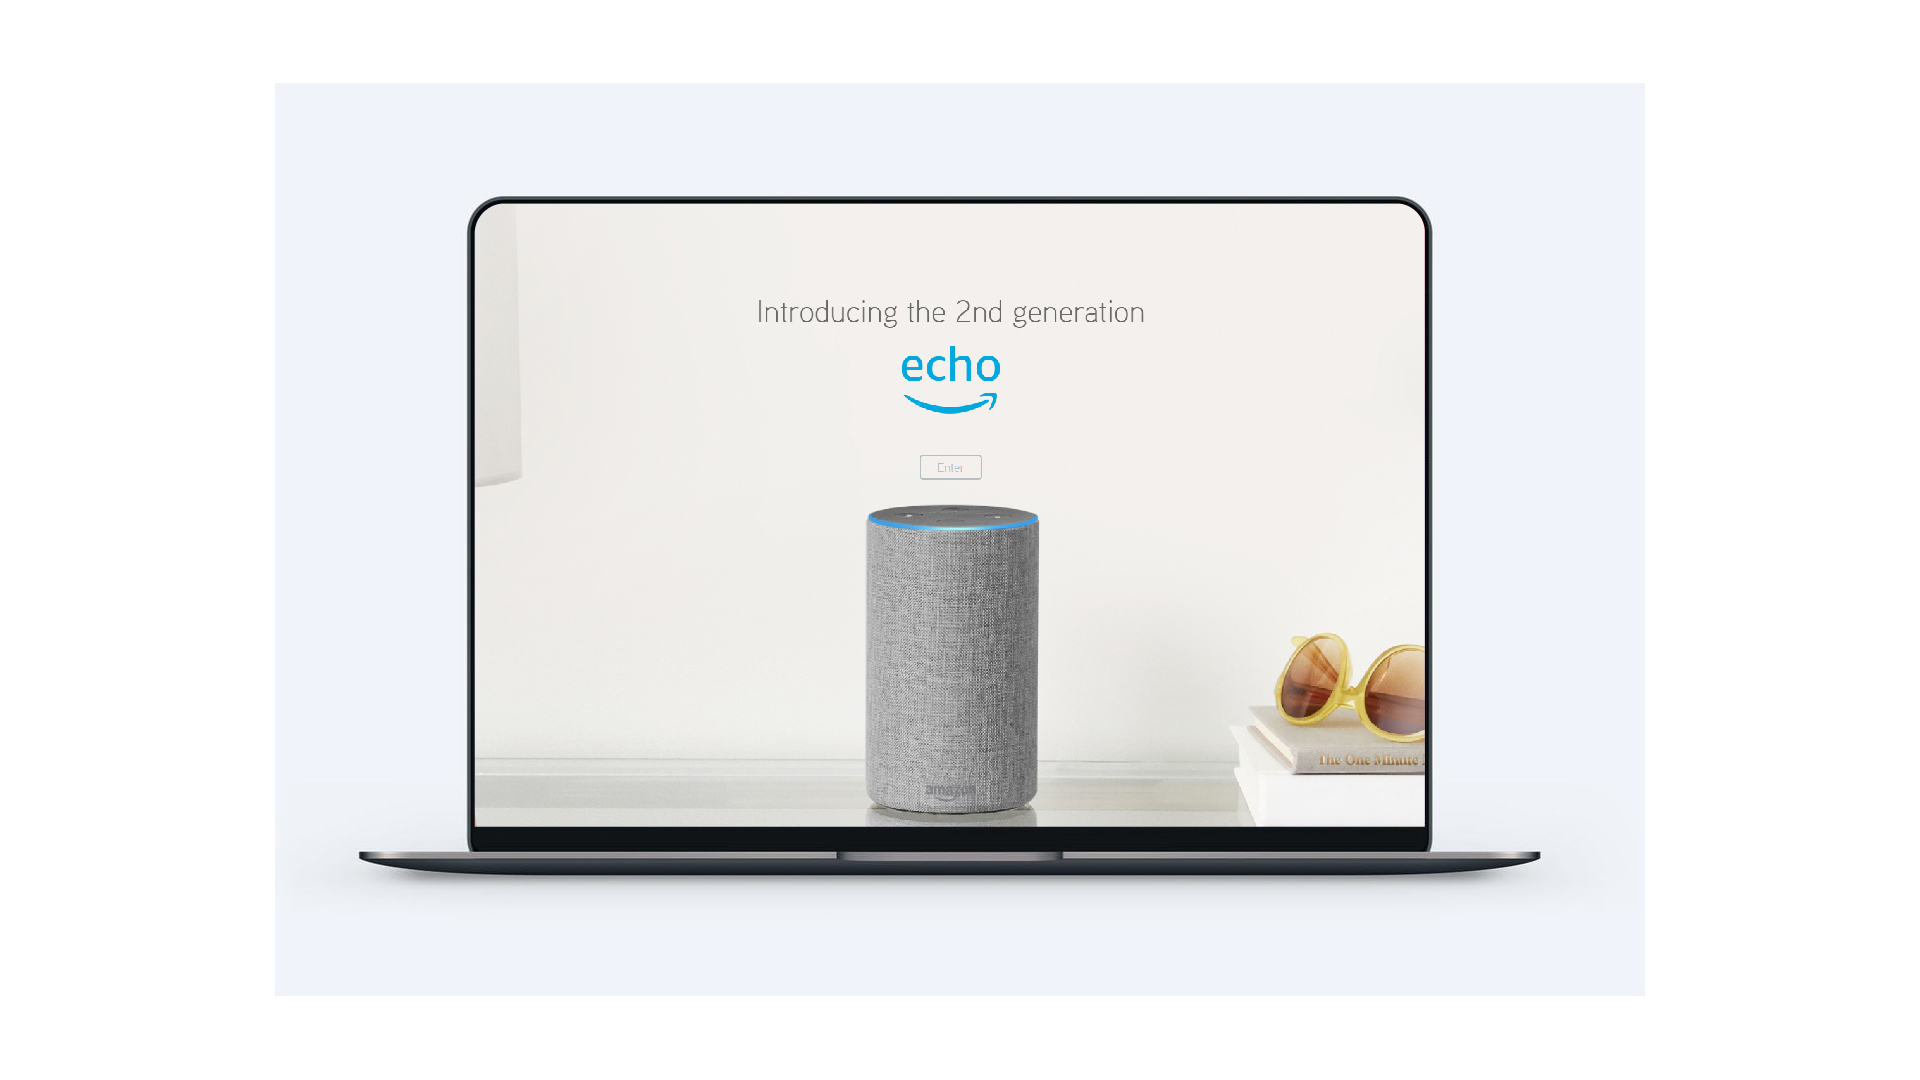 Introducing the 2nd generation
echo
Enter
amazon
The One Minute